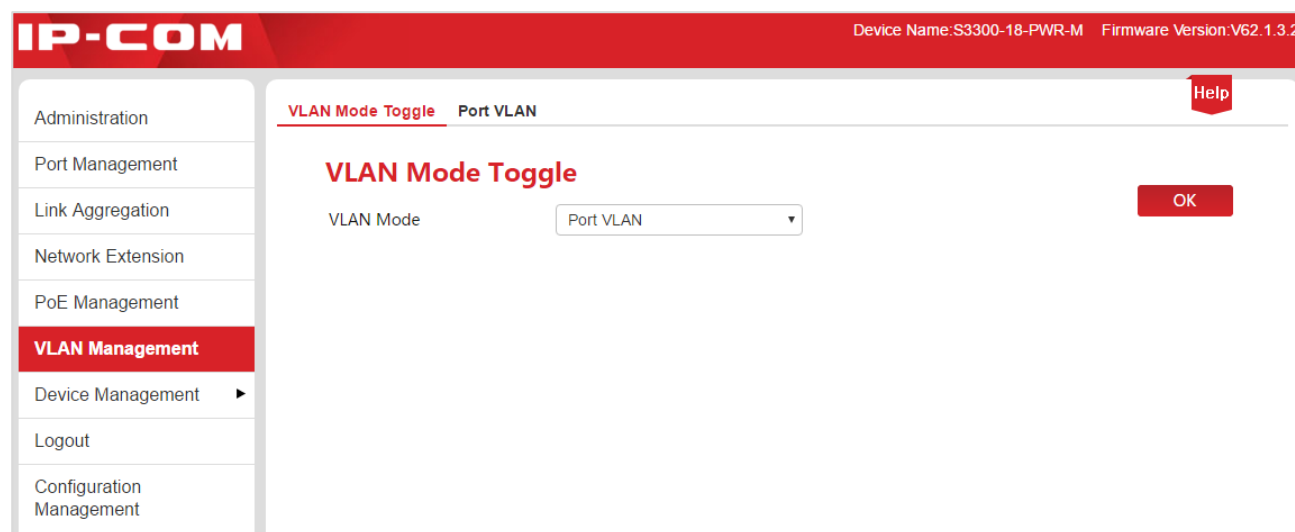 IP-COM
Device Name:S3300-18-PWR-M Firmware Version:V62.1.3.2
Administration
Port Management
Link Aggregation
Network Extension
PoE Management
VLAN Management
Device Management
Logout
Configuration
Management
VLAN Mode Toggle Port VLAN
Help
VLAN Mode Toggle
VLAN Mode Port VLAN
OK